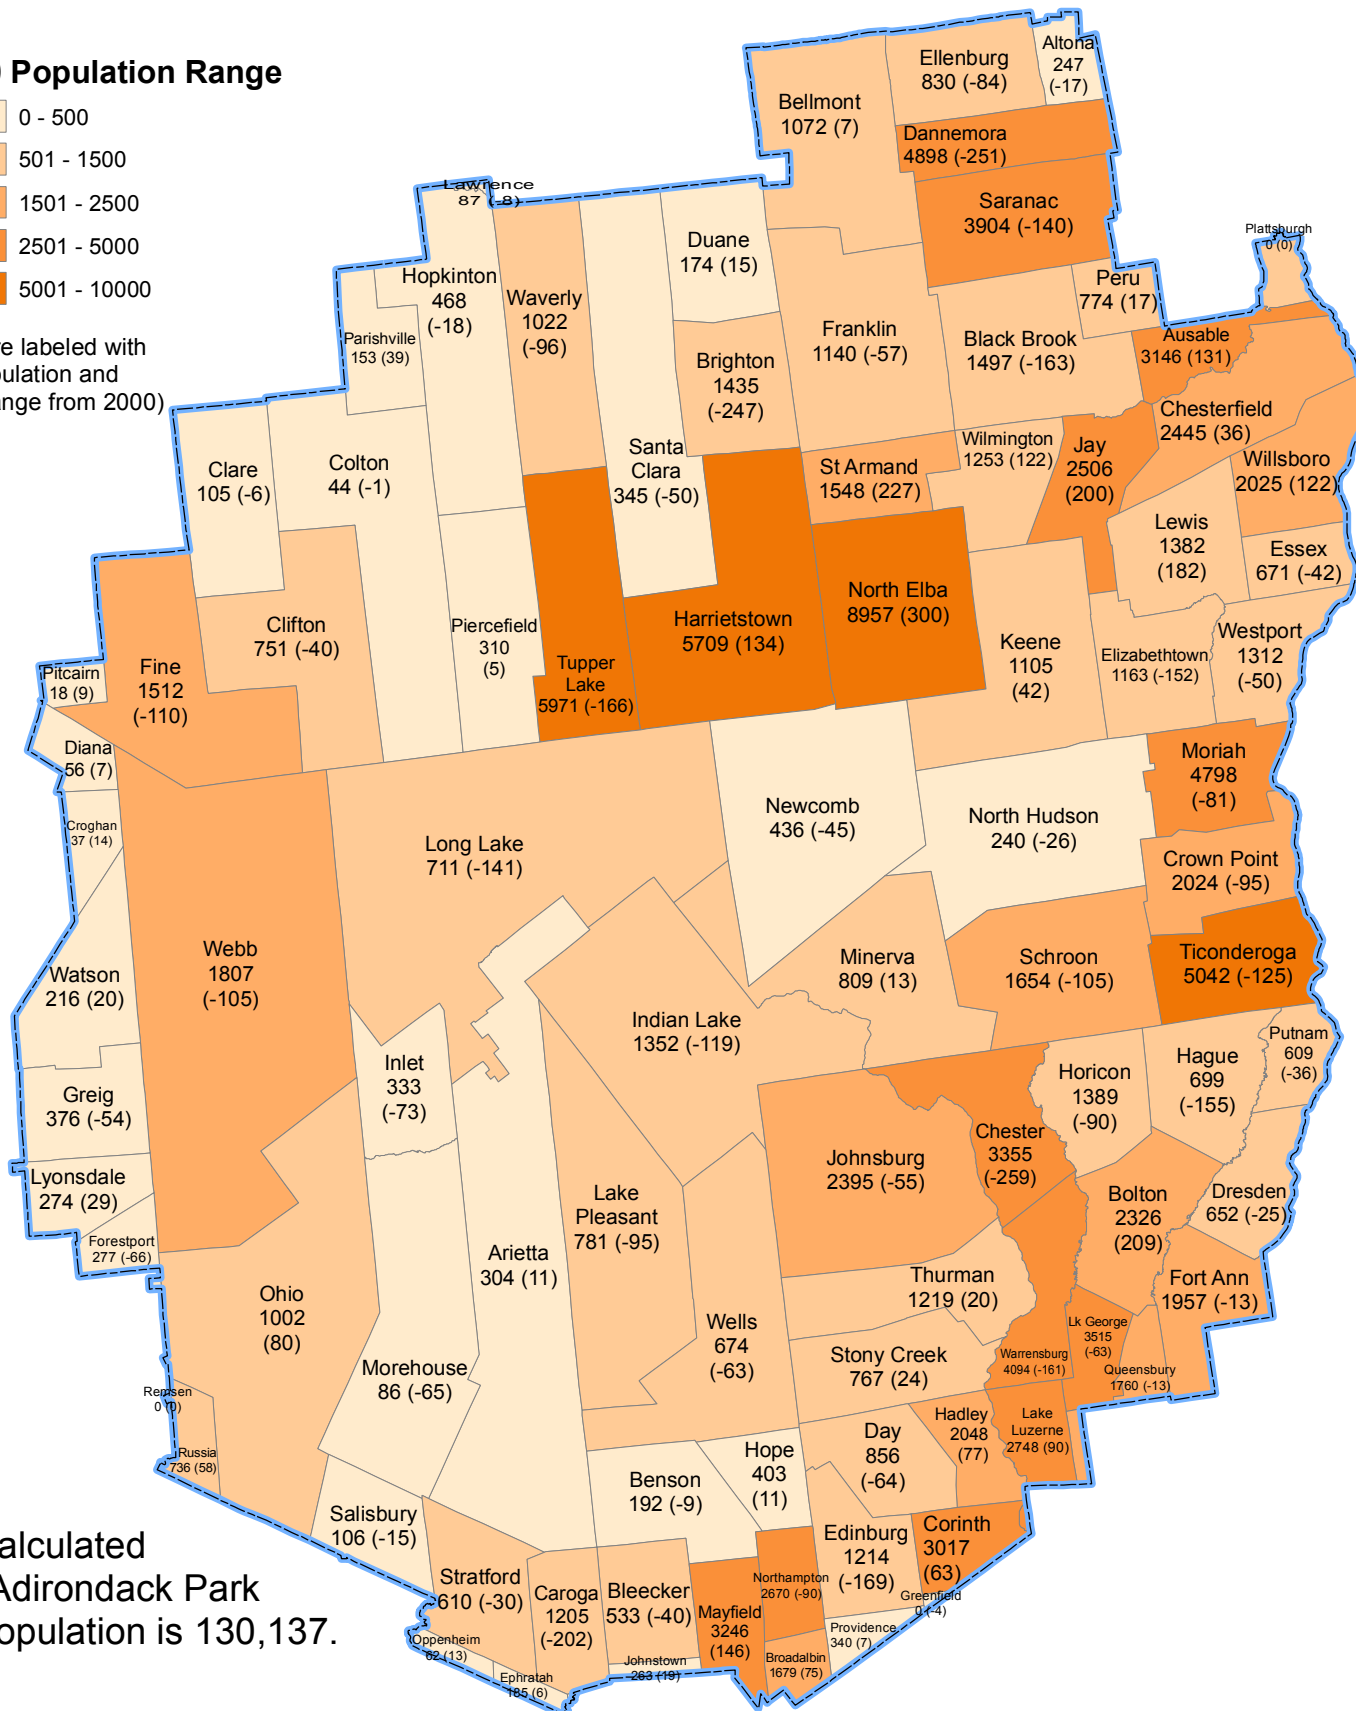 Population Range
0 - 500
501 - 1500
1501 - 2500
2501 - 5000
5001 - 10000
labeled with
and
from 2000)
Ellenburg
830 (-84)
Altona
247
(-17)
Bellmont
1072 (7)
Dannemora
4898 (-251)
Saranac
3904 (-140)
Lawrence
87 (-8)
Plattsburgh
0 (0)
Duane
174 (15)
Hopkinton
468
(-18)
Waverly
1022
(-96)
Peru
774 (17)
Parishville
153 (39)
Franklin
1140 (-57)
Black Brook
1497 (-163)
Ausable
3146 (131)
Brighton
1435
(-247)
Chesterfield
2445 (36)
Clare
105 (-6)
Colton
44 (-1)
Santa
Clara
345 (-50)
St Armand
1548 (227)
Wilmington
1253 (122)
Jay
2506
(200)
Willsboro
2025 (122)
Lewis
1382
(182)
Essex
671 (-42)
Clifton
751 (-40)
Piercefield
310
(5)
Tupper
Lake
5971 (-166)
Harrietstown
5709 (134)
North Elba
8957 (300)
Keene
1105
(42)
Elizabethtown
1163 (-152)
Westport
1312
(-50)
Pitcairn
18 (9)
Fine
1512
(-110)
Diana
56 (7)
Moriah
4798
(-81)
Croghan
37 (14)
Long Lake
711 (-141)
Newcomb
436 (-45)
North Hudson
240 (-26)
Crown Point
2024 (-95)
Webb
1807
(-105)
Watson
216 (20)
Minerva
809 (13)
Schroon
1654 (-105)
Ticonderoga
5042 (-125)
Indian Lake
1352 (-119)
Inlet
333
(-73)
Horicon
1389
(-90)
Hague
699
(-155)
Putnam
609
(-36)
Greig
376 (-54)
Lyonsdale
274 (29)
Johnsburg
2395 (-55)
Chester
3355
(-259)
Bolton
2326
(209)
Dresden
652 (-25)
Forestport
277 (-66)
Lake
Pleasant
781 (-95)
Arietta
304 (11)
Thurman
1219 (20)
Fort Ann
1957 (-13)
Ohio
1002
(80)
Wells
674
(-63)
Stony Creek
767 (24)
Warrensburg
4094 (-161)
Lk George
3515
(-63)
Queensbury
1760 (-13)
Morehouse
86 (-65)
Remsen
0 (0)
Russia
736 (58)
Hope
403
(11)
Day
856
(-64)
Hadley
2048
(77)
Lake
Luzerne
2748 (90)
Benson
192 (-9)
Salisbury
106 (-15)
Edinburg
1214
(-169)
Corinth
3017
(63)
Greenfield
0 (-4)
Stratford
610 (-30)
Caroga
1205
(-202)
Bleecker
533 (-40)
Mayfield
3246
(146)
Northampton
2670 (-90)
Providence
340 (7)
Broadalbin
1679 (75)
Oppenheim
62 (13)
Ephratah
185 (6)
Johnstown
263 (19)
alculated
Adirondack Park
opulation is 130,137.